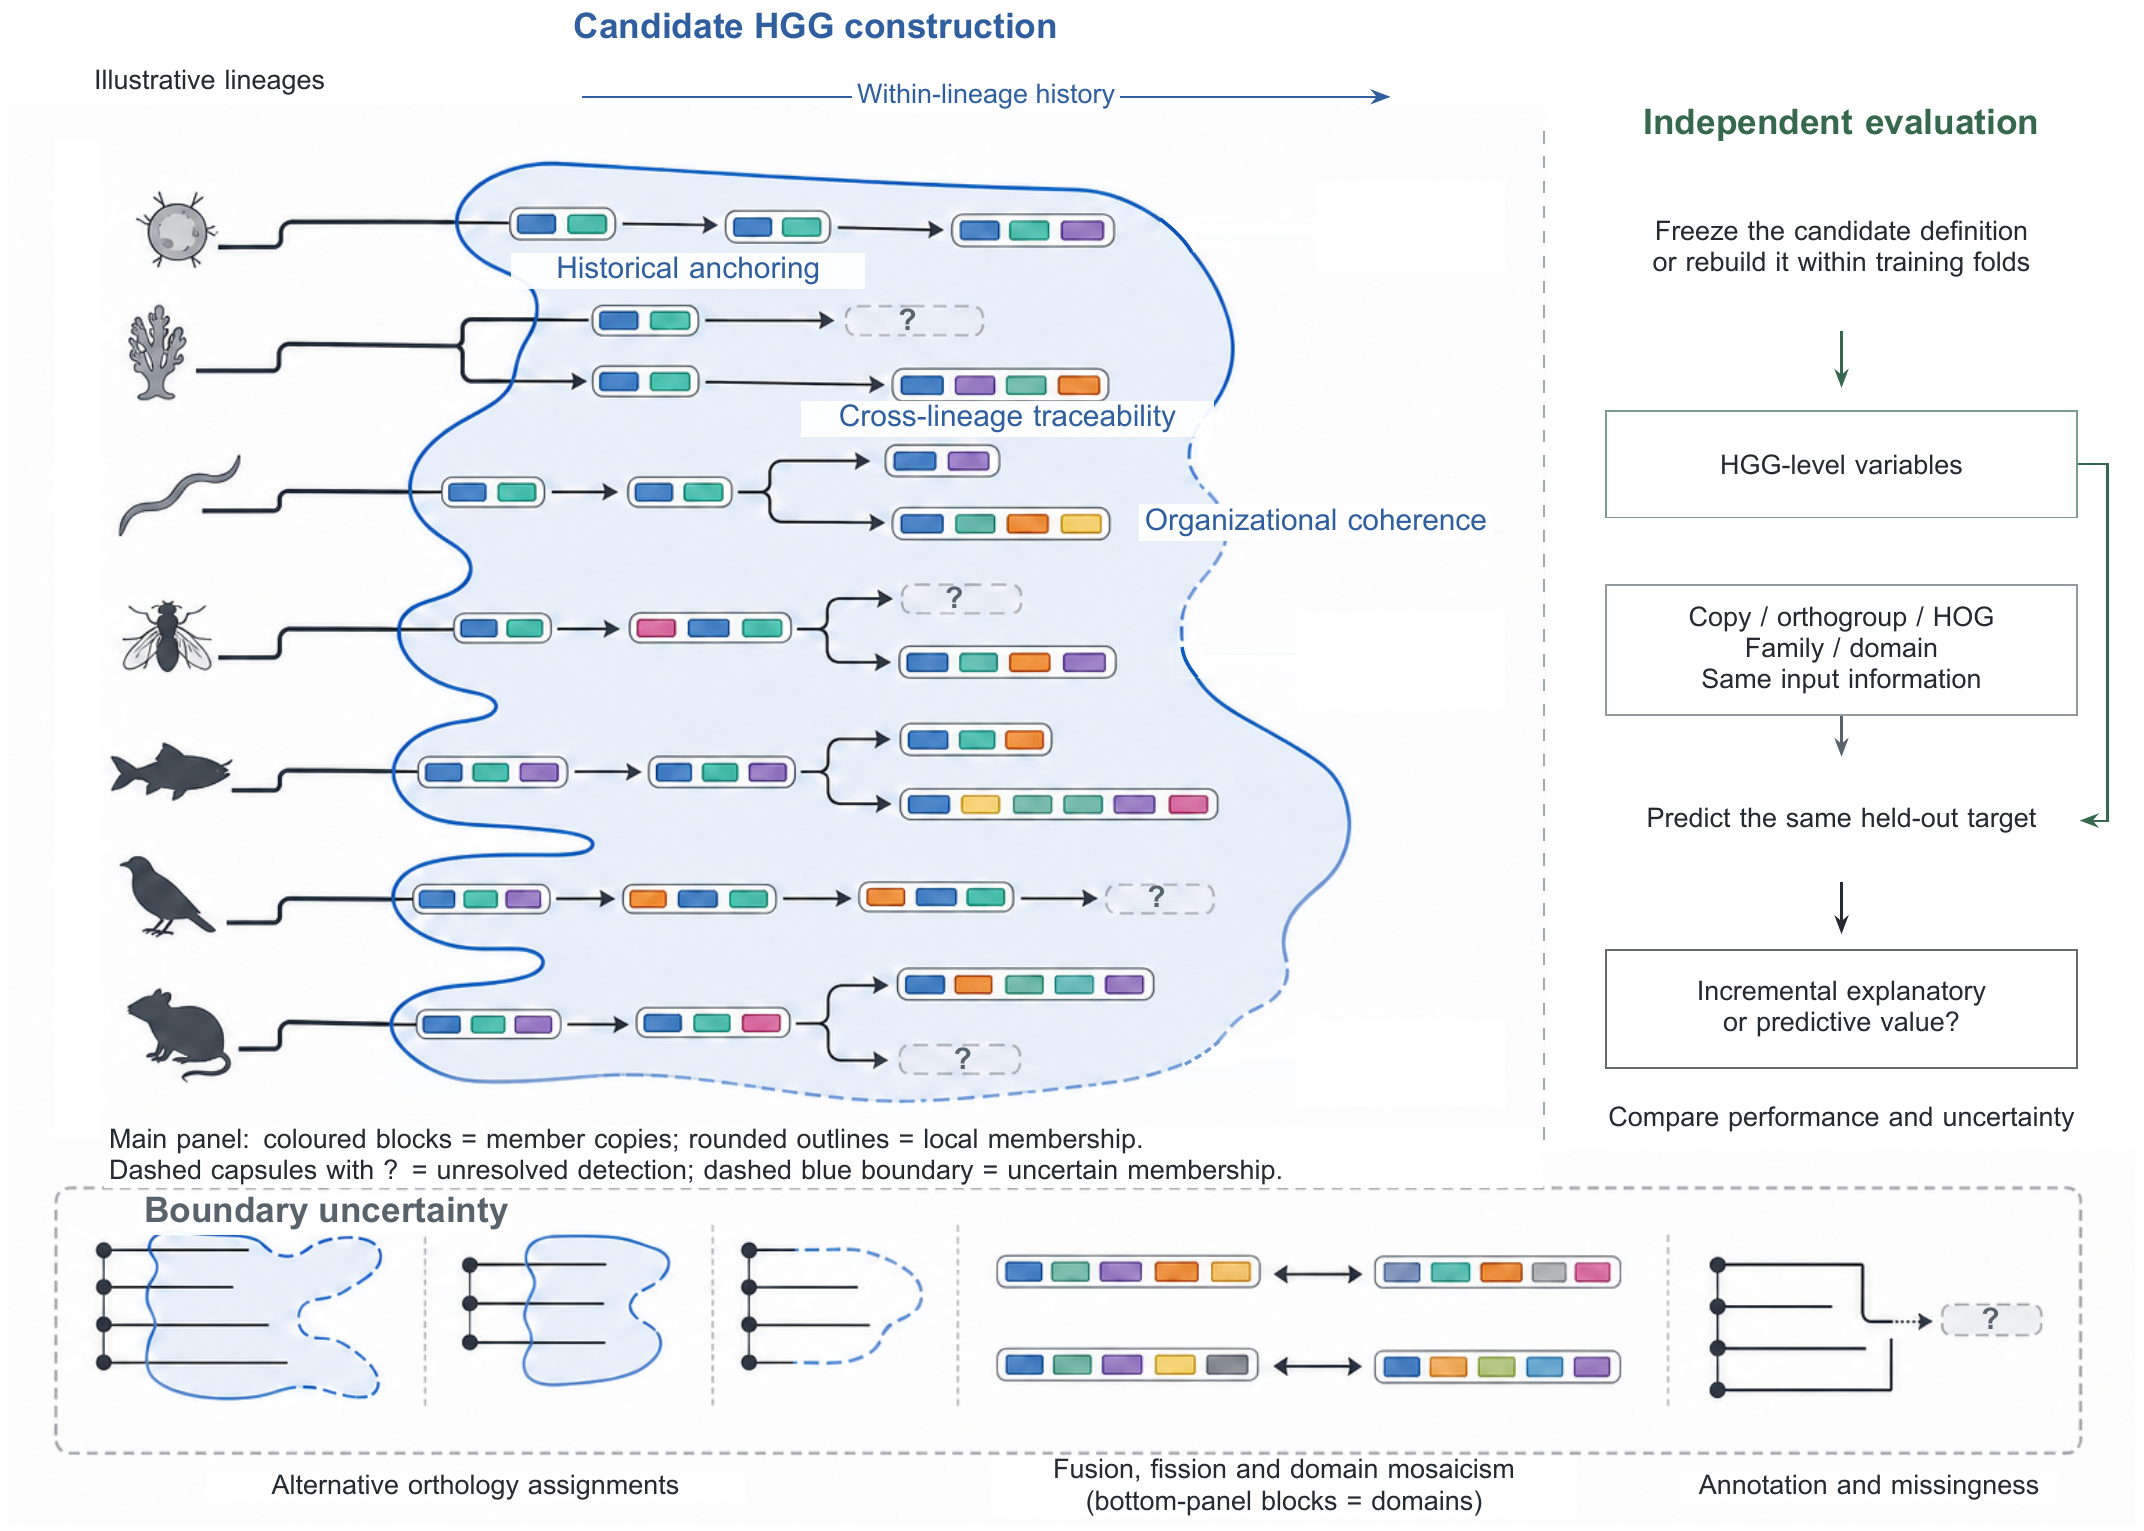 Candidate HGG construction
Illustrative lineages
Within-lineage history
Historical anchoring
?
Cross-lineage traceability
Organizational coherence
?
?
?
Main panel: coloured blocks = member copies; rounded outlines = local membership.
Dashed capsules with ? = unresolved detection; dashed blue boundary = uncertain membership.
Independent evaluation
Freeze the candidate definition
or rebuild it within training folds
HGG-level variables
Copy / orthogroup / HOG
Family / domain
Same input information
Predict the same held-out target
Incremental explanatory
or predictive value?
Compare performance and uncertainty
Boundary uncertainty
?
Alternative orthology assignments
Fusion, fission and domain mosaicism
(bottom-panel blocks = domains)
Annotation and missingness